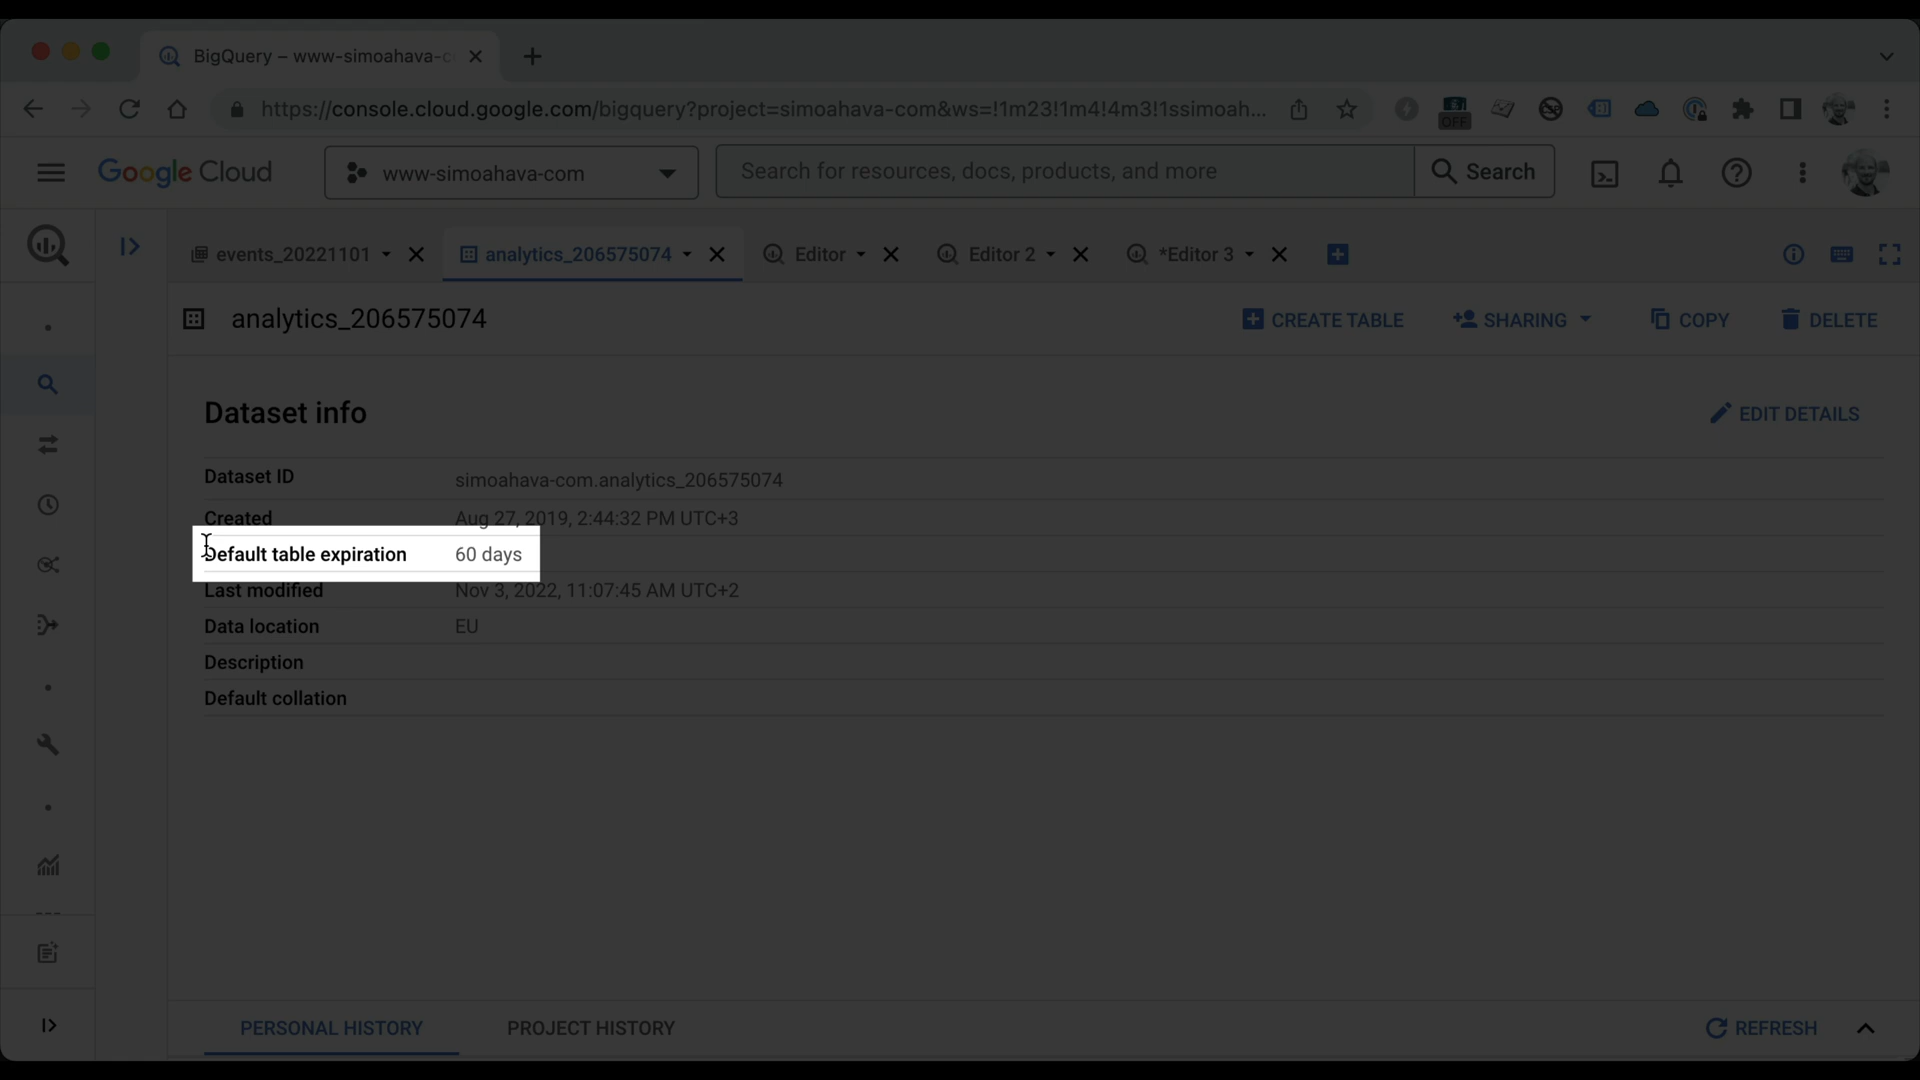 BigQuery – www-simoahava-c
https://console.cloud.google.com/bigquery?project=simoahava-com&ws=!1m23!1m4!4m3!1ssimoah...
OFF
Google Cloud
www-simoahava-com
Search for resources, docs, products, and more
Search
events_20221101
analytics_206575074
Editor
Editor 2
*Editor 3
analytics_206575074
CREATE TABLE
SHARING
COPY
DELETE
Dataset info
EDIT DETAILS
Dataset ID simoahava-com.analytics_206575074
Created Aug 27, 2019, 2:44:32 PM UTC+3
Default table expiration 60 days
Last modified Nov 3, 2022, 11:07:45 AM UTC+2
Data location EU
Description
Default collation
PERSONAL HISTORY
PROJECT HISTORY
REFRESH